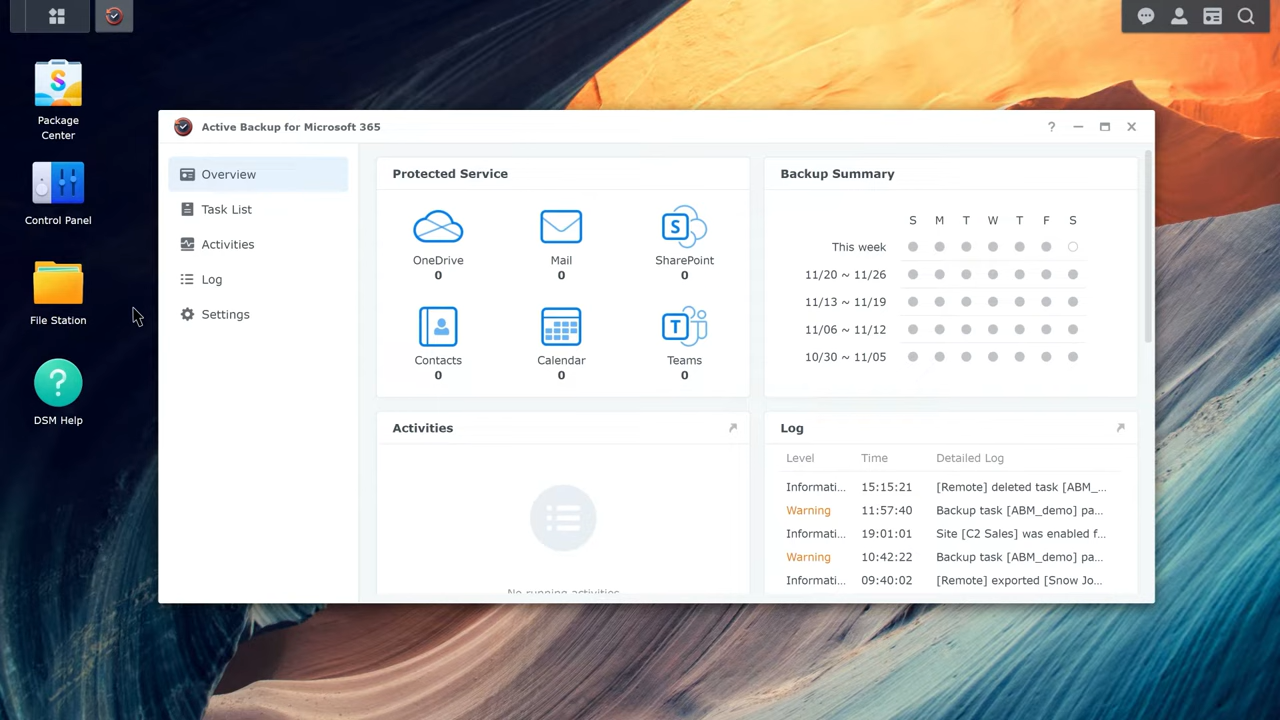 Package
Center
Control Panel
File Station
DSM Help
Active Backup for Microsoft 365
Overview
Task List
Activities
Log
Settings
Protected Service
OneDrive
0
Mail
0
SharePoint
0
Contacts
0
Calendar
0
Teams
0
Backup Summary
S M T W T F S
This week
11/20 ~ 11/26
11/13 ~ 11/19
11/06 ~ 11/12
10/30 ~ 11/05
Activities
No running activities
Log
Level Time Detailed Log
Informati... 15:15:21 [Remote] deleted task [ABM_...
Warning 11:57:40 Backup task [ABM_demo] pa...
Informati... 19:01:01 Site [C2 Sales] was enabled f...
Warning 10:42:22 Backup task [ABM_demo] pa...
Informati... 09:40:02 [Remote] exported [Snow Jo...